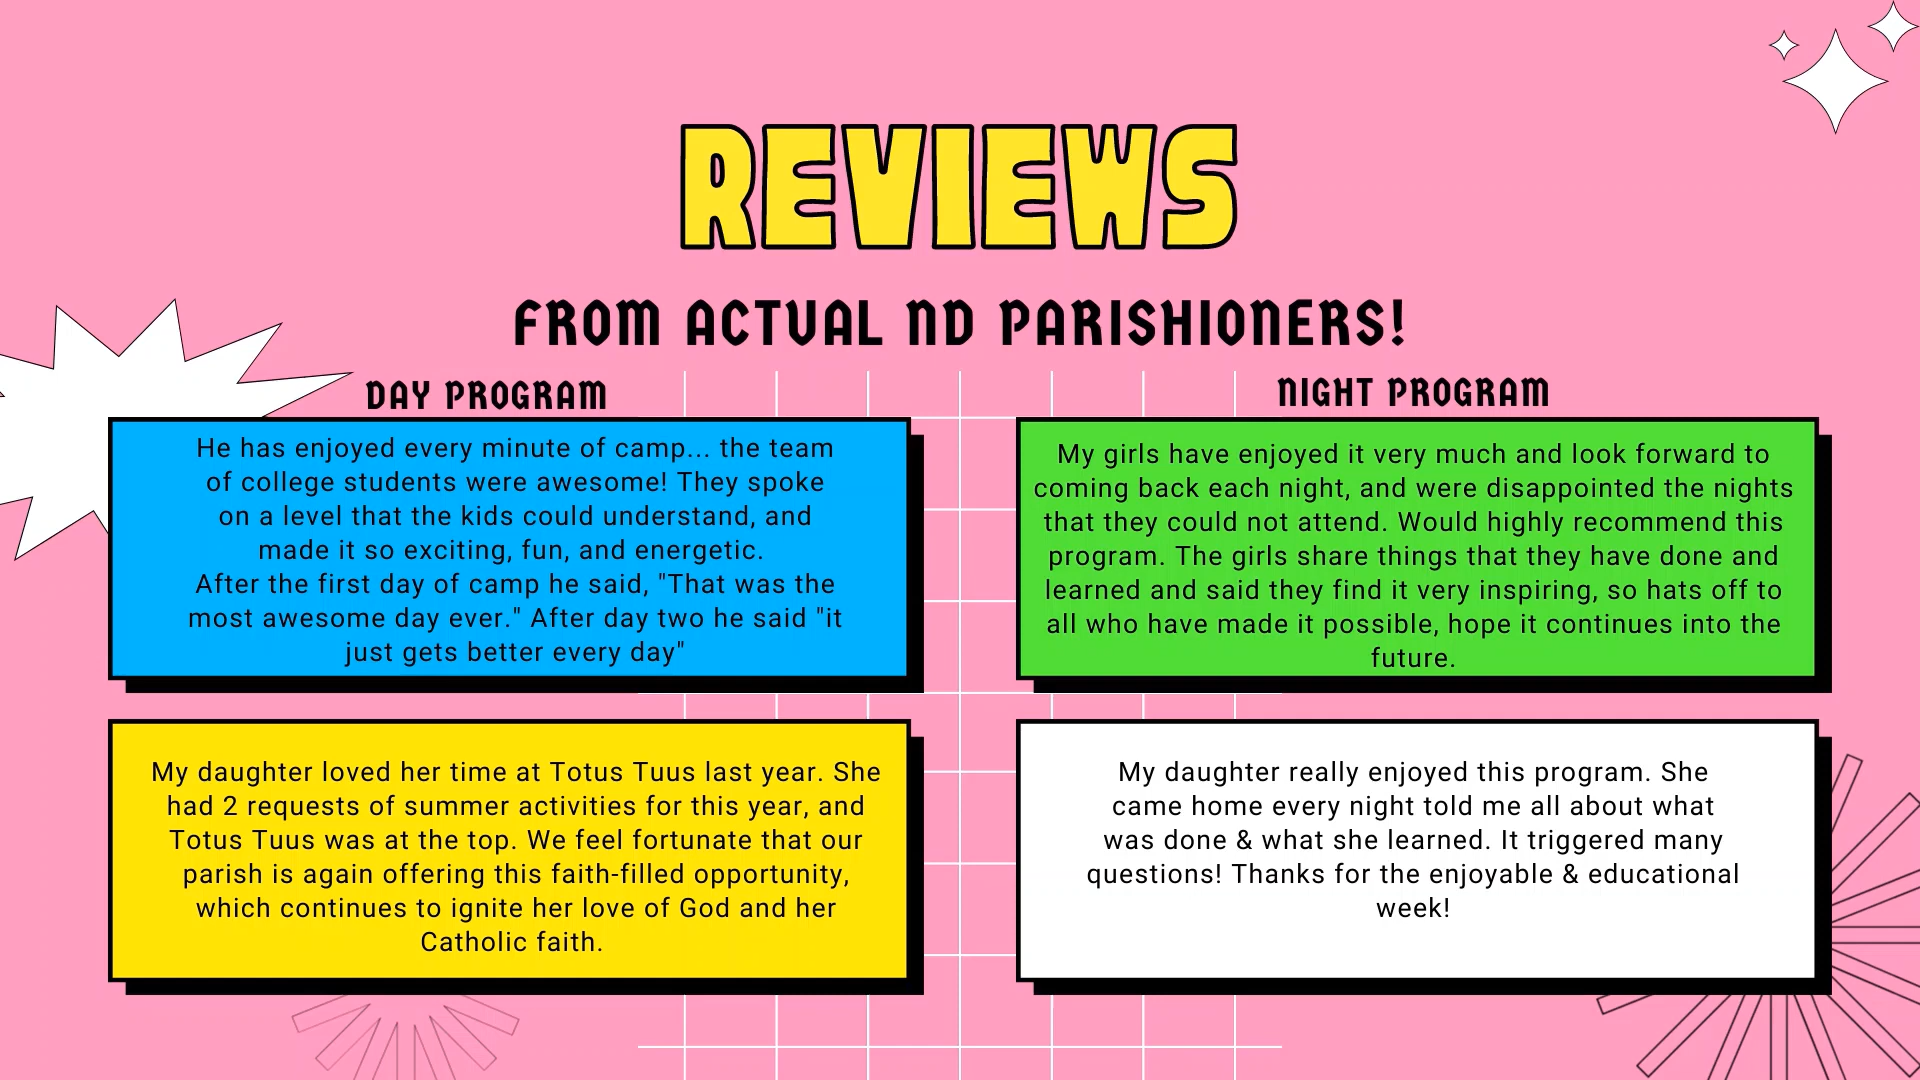 REVIEWS
FROM ACTUAL ND PARISHIONERS!
DAY PROGRAM
He has enjoyed every minute of camp... the team
of college students were awesome! They spoke
on a level that the kids could understand, and
made it so exciting, fun, and energetic.
After the first day of camp he said, "That was the
most awesome day ever." After day two he said "it
just gets better every day"
My daughter loved her time at Totus Tuus last year. She
had 2 requests of summer activities for this year, and
Totus Tuus was at the top. We feel fortunate that our
parish is again offering this faith-filled opportunity,
which continues to ignite her love of God and her
Catholic faith.
NIGHT PROGRAM
My girls have enjoyed it very much and look forward to
coming back each night, and were disappointed the nights
that they could not attend. Would highly recommend this
program. The girls share things that they have done and
learned and said they find it very inspiring, so hats off to
all who have made it possible, hope it continues into the
future.
My daughter really enjoyed this program. She
came home every night told me all about what
was done & what she learned. It triggered many
questions! Thanks for the enjoyable & educational
week!